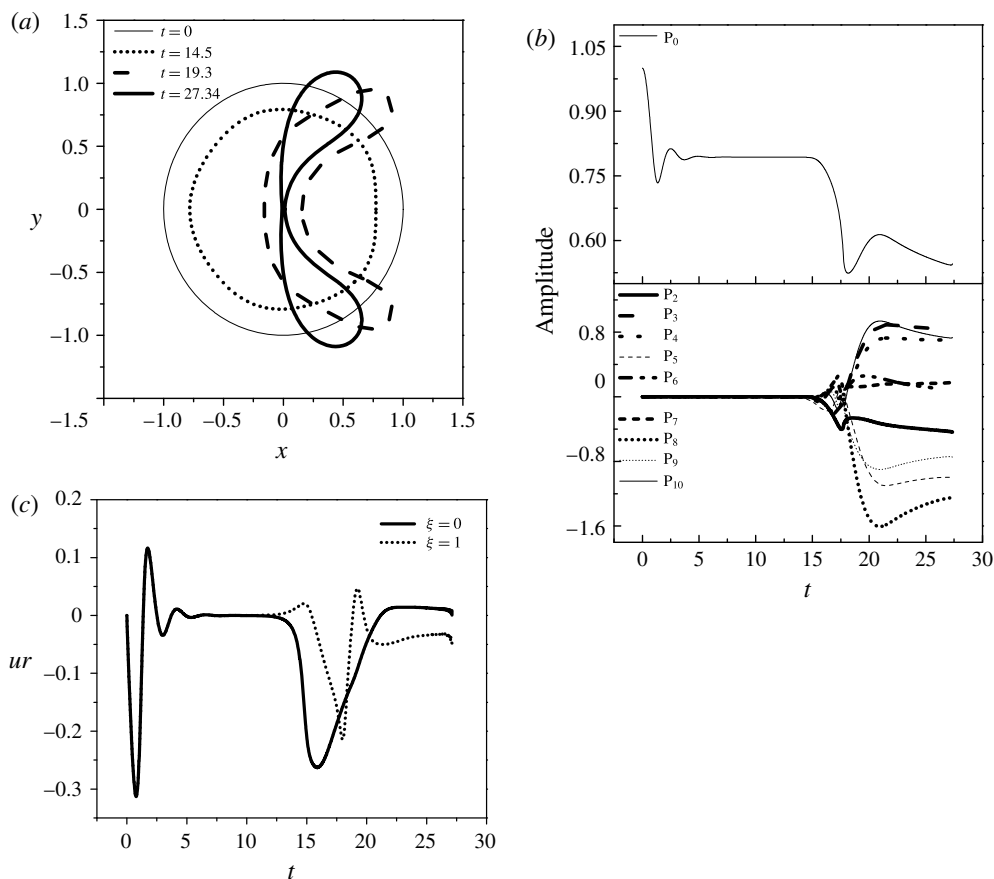 (a)
1.5
1.0
0.5
0
−0.5
−1.0
−1.5
y
t = 0
t = 14.5
t = 19.3
t = 27.34
−1.0
−0.5
0
0.5
1.0
1.5
x
(b)
1.05
0.90
0.75
0.60
P0
Amplitude
0.8
0
−0.8
−1.6
P2
P3
P4
P5
P6
P7
P8
P9
P10
0
5
10
15
20
25
30
t
(c)
0.2
0.1
0
−0.1
−0.2
−0.3
ur
ξ = 0
ξ = 1
0
5
10
15
20
25
30
t